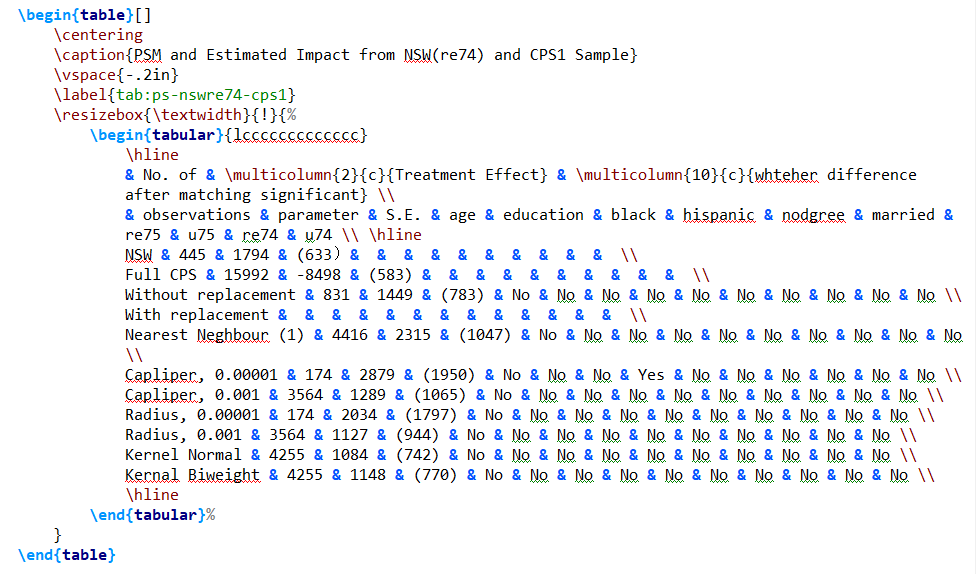 \begin{table}[]
\centering
\caption{PSM and Estimated Impact from NSW(re74) and CPS1 Sample}
\vspace{-.2in}
\label{tab:ps-nswre74-cps1}
\resizebox{\textwidth}{!}{%
\begin{tabular}{lccccccccccccc}
\hline
& No. of & \multicolumn{2}{c}{Treatment Effect} & \multicolumn{10}{c}{whteher difference
after matching significant} \\
& observations & parameter & S.E. & age & education & black & hispanic & nodgree & married &
re75 & u75 & re74 & u74 \\ \hline
NSW & 445 & 1794 & (633) & & & & & & & & & & \\
Full CPS & 15992 & -8498 & (583) & & & & & & & & & & \\
Without replacement & 831 & 1449 & (783) & No & No & No & No & No & No & No & No & No & No \\
With replacement & & & & & & & & & & & & & \\
Nearest Neghbour (1) & 4416 & 2315 & (1047) & No & No & No & No & No & No & No & No & No & No
\\
Capliper, 0.00001 & 174 & 2879 & (1950) & No & No & No & Yes & No & No & No & No & No & No \\
Capliper, 0.001 & 3564 & 1289 & (1065) & No & No & No & No & No & No & No & No & No & No \\
Radius, 0.00001 & 174 & 2034 & (1797) & No & No & No & No & No & No & No & No & No & No \\
Radius, 0.001 & 3564 & 1127 & (944) & No & No & No & No & No & No & No & No & No & No \\
Kernel Normal & 4255 & 1084 & (742) & No & No & No & No & No & No & No & No & No & No \\
Kernal Biweight & 4255 & 1148 & (770) & No & No & No & No & No & No & No & No & No & No \\
\hline
\end{tabular}%
}
\end{table}